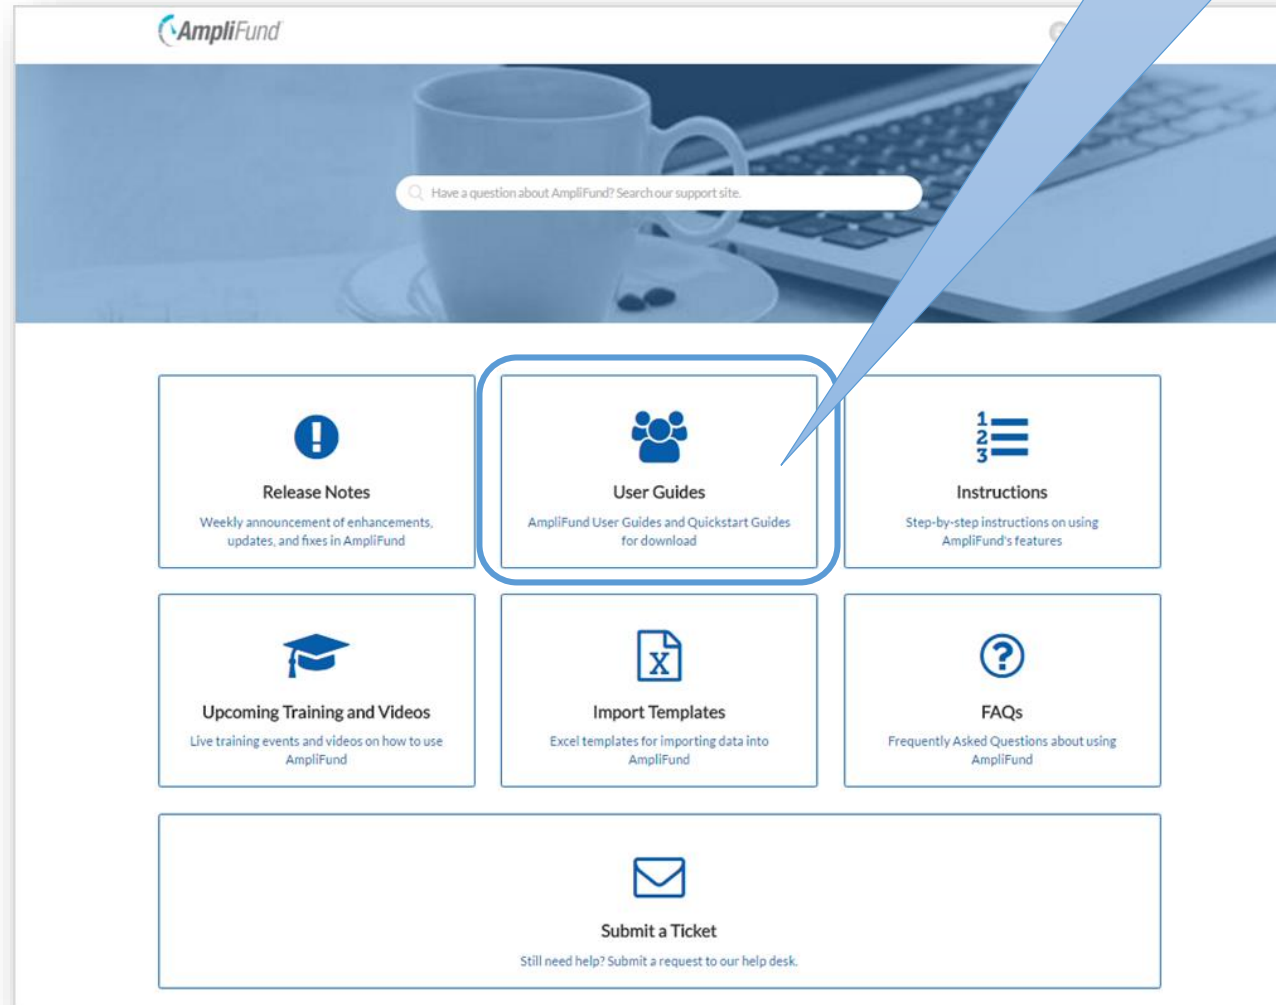 AmpliFund
Have a question about AmpliFund? Search our support site.
Release Notes
Weekly announcement of enhancements,
updates, and fixes in AmpliFund
User Guides
AmpliFund User Guides and Quickstart Guides
for download
1
2
3
Instructions
Step-by-step instructions on using
AmpliFund's features
Upcoming Training and Videos
Live training events and videos on how to use
AmpliFund
X
Import Templates
Excel templates for importing data into
AmpliFund
?
FAQs
Frequently Asked Questions about using
AmpliFund
Submit a Ticket
Still need help? Submit a request to our help desk.